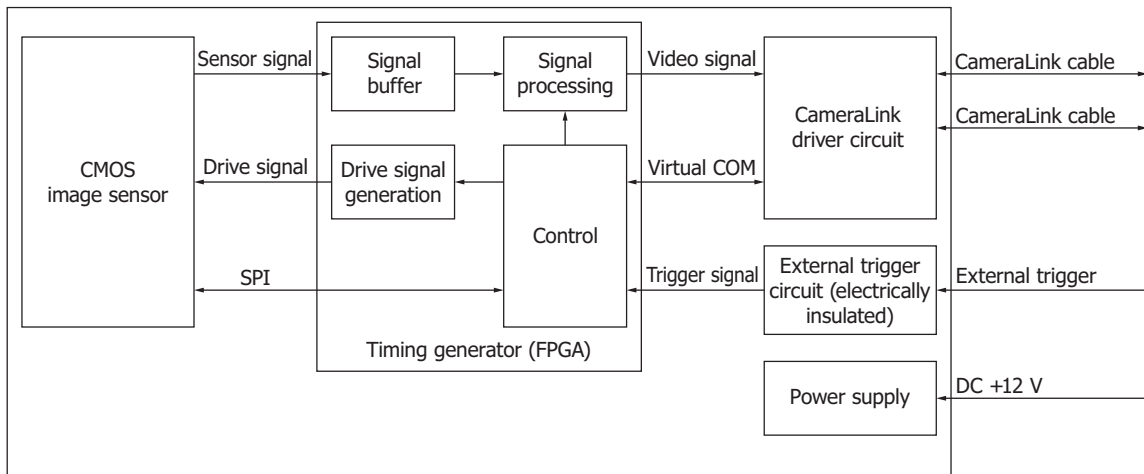 Sensor signal
Signal
buffer
Signal
processing
Video signal
CameraLink cable
CameraLink cable
CameraLink
driver circuit
CMOS
image sensor
Drive signal
Drive signal
generation
Virtual COM
Control
SPI
Trigger signal
External trigger
circuit (electrically
insulated)
External trigger
Timing generator (FPGA)
Power supply
DC +12 V